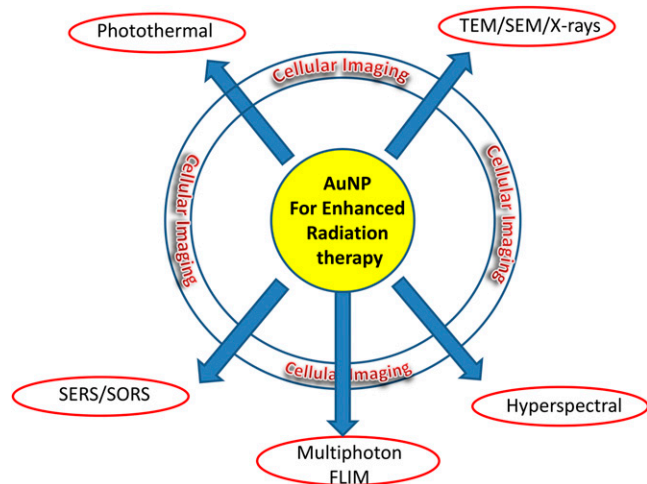 Photothermal
TEM/SEM/X-rays
Cellular Imaging
Cellular Imaging
Cellular Imaging
AuNP
For Enhanced
Radiation
therapy
Cellular Imaging
SERS/SORS
Hyperspectral
Multiphoton
FLIM